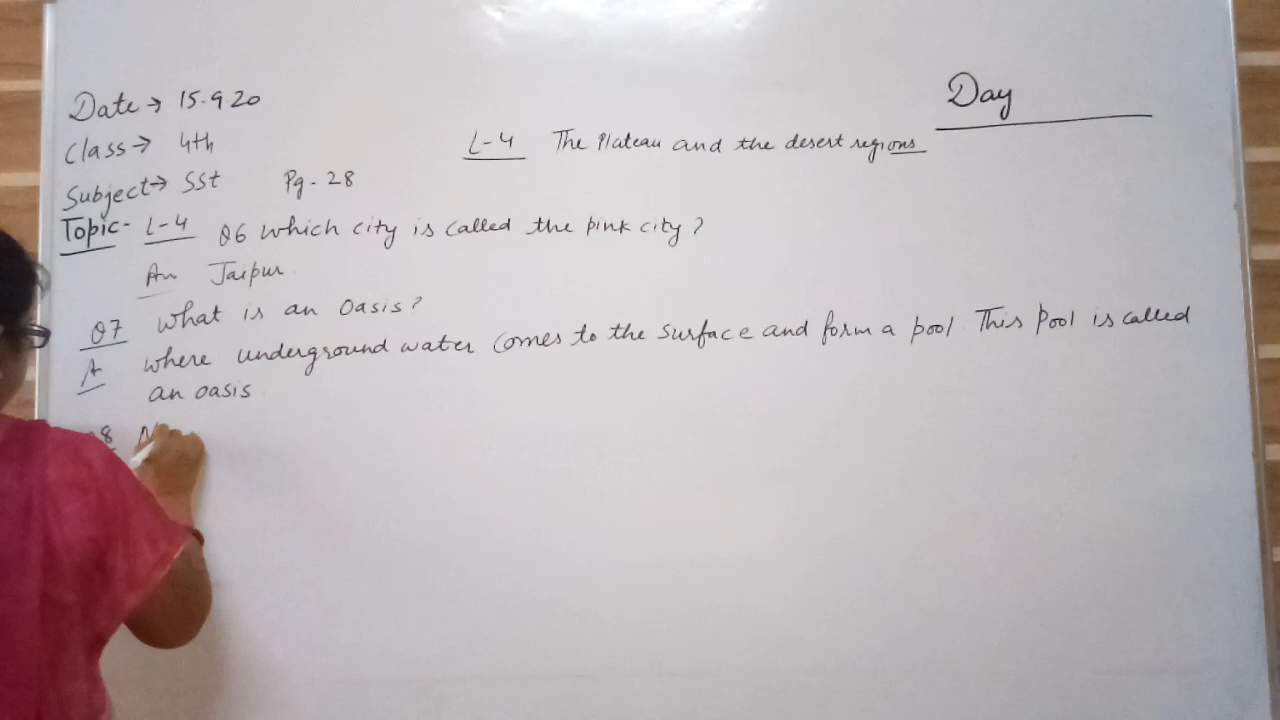 Day
Date → 15.9.20
Class → 4th
L-4 The Plateau and the desert regions
Subject → SSt Pg - 28
Topic - L-4 Q6 which city is called the pink city?
An Jaipur
Q7 what is an Oasis?
A where underground water comes to the surface and form a pool. This pool is called
an oasis
8 N